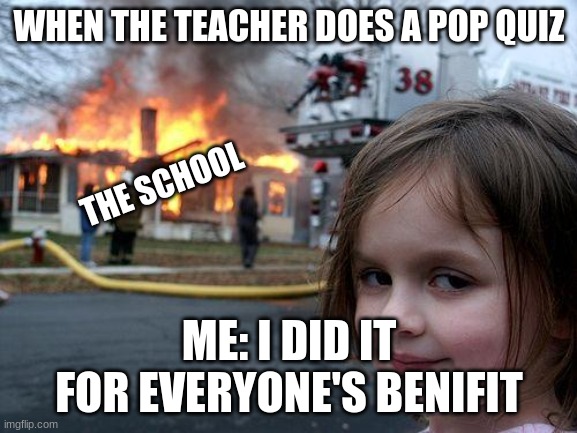 WHEN THE TEACHER DOES A POP QUIZ
38
THE SCHOOL
ME: I DID IT
FOR EVERYONE'S BENIFIT
imgflip.com